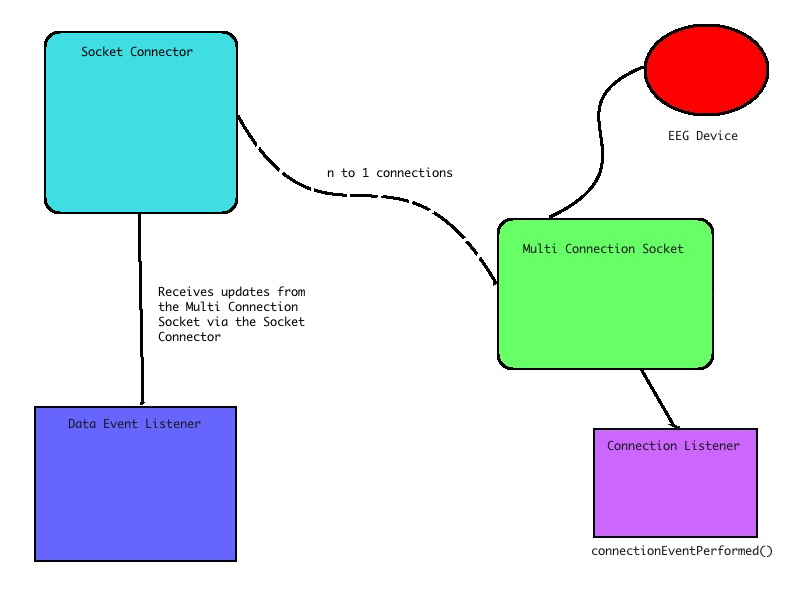 Socket Connector
EEG Device
n to 1 connections
Multi Connection Socket
Receives updates from
the Multi Connection
Socket via the Socket
Connector
Data Event Listener
Connection Listener
connectionEventPerformed()